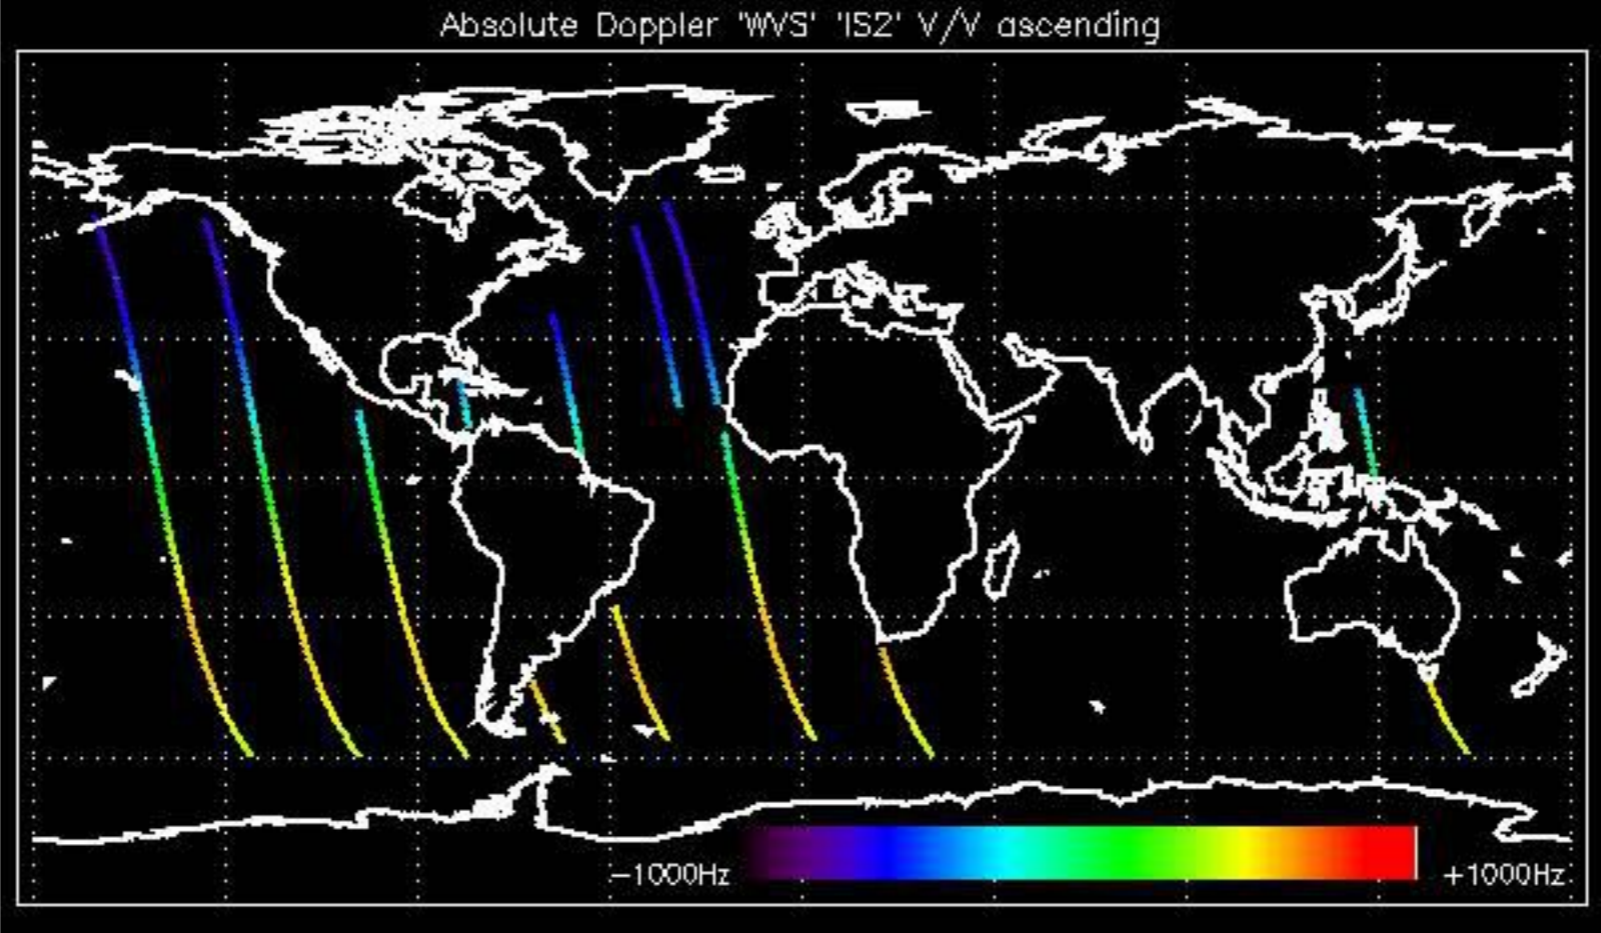 Absolute Doppler 'WVS' 'IS2' V/V ascending
-1000Hz +1000Hz